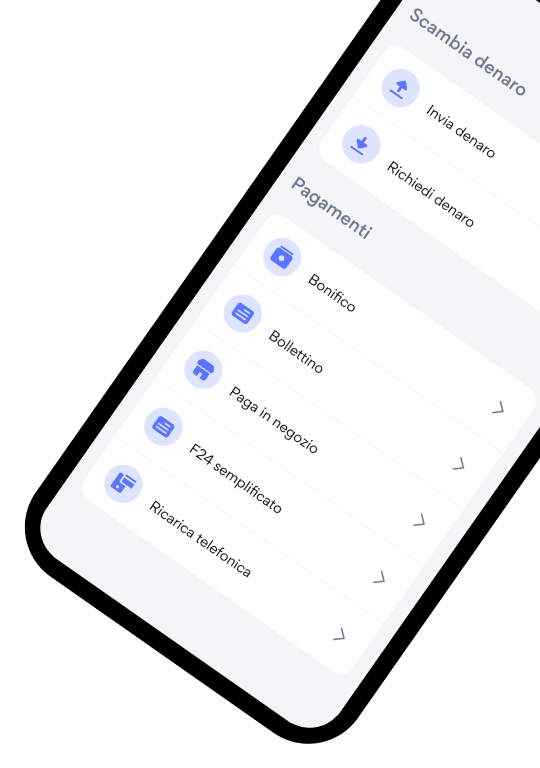 Scambia denaro
Invia denaro
Richiedi denaro
Pagamenti
Bonifico
Bollettino
Paga in negozio
F24 semplificato
Ricarica telefonica